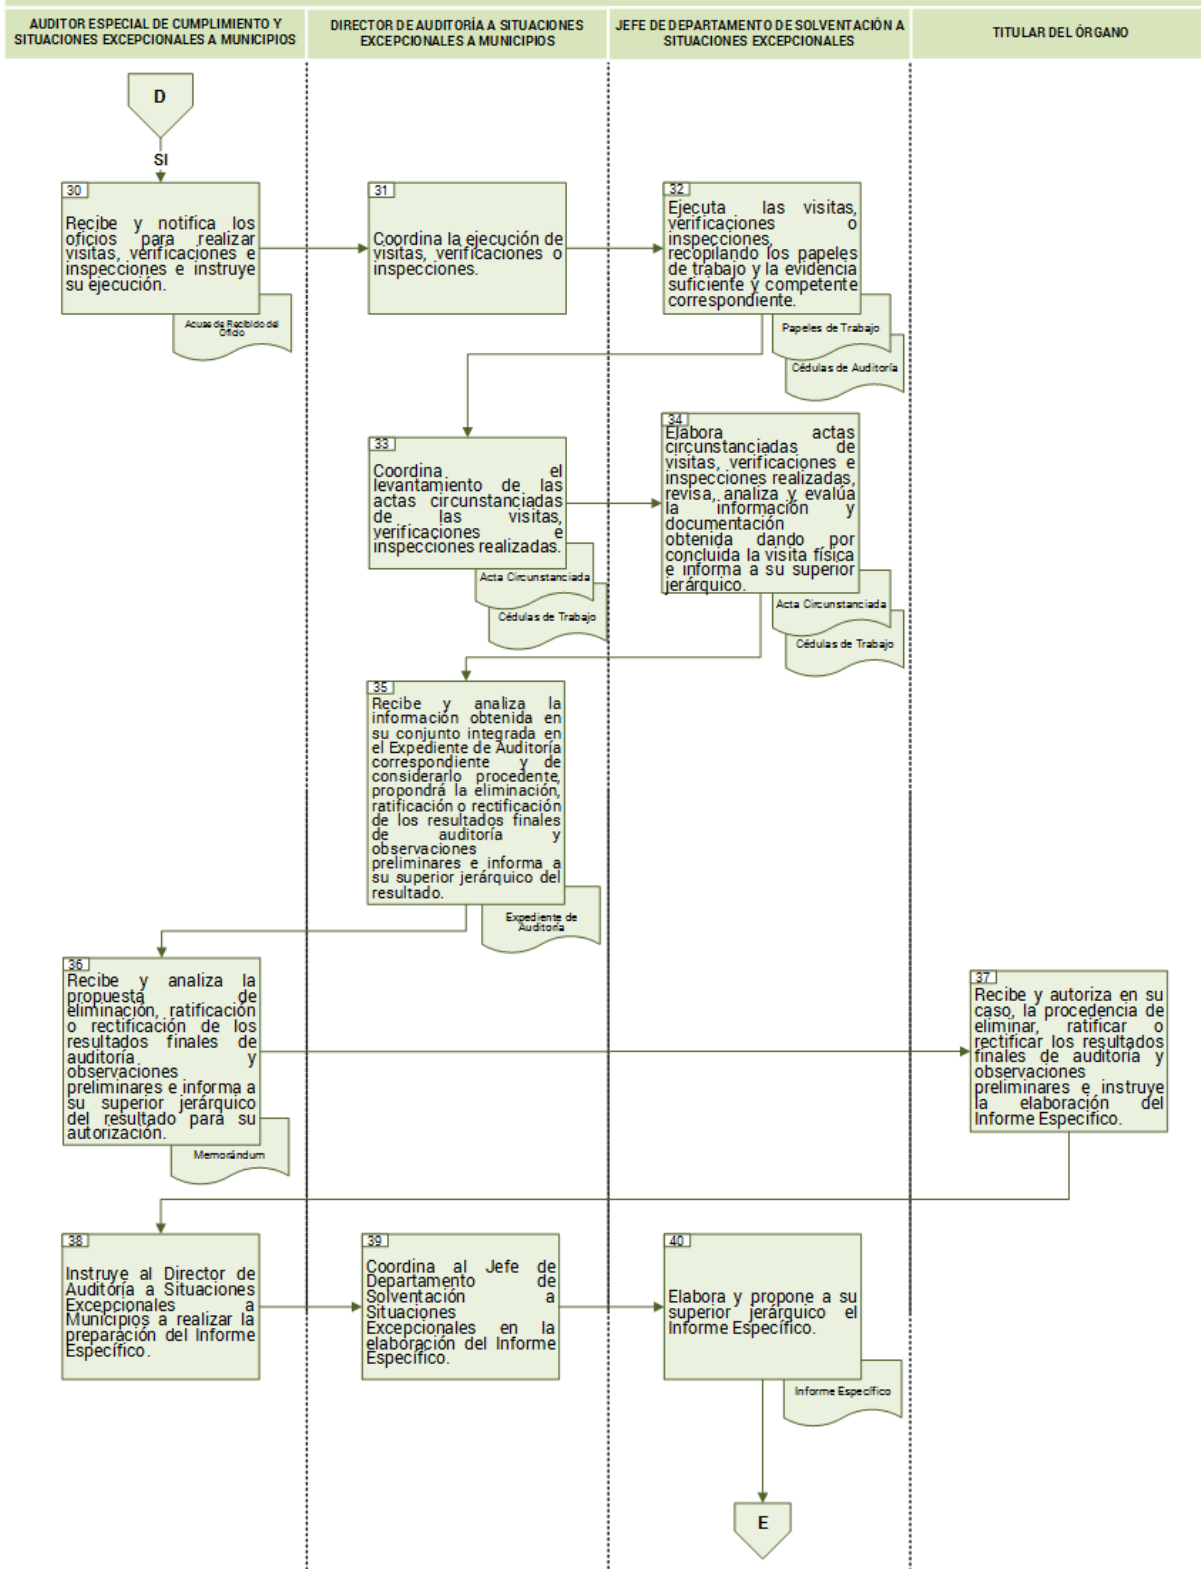 AUDITOR ESPECIAL DE CUMPLIMIENTO Y
SITUACIONES EXCEPCIONALES A MUNICIPIOS
DIRECTOR DE AUDITORÍA A SITUACIONES
EXCEPCIONALES A MUNICIPIOS
JEFE DE DEPARTAMENTO DE SOLVENTACIÓN A
SITUACIONES EXCEPCIONALES
TITULAR DEL ÓRGANO
D
SI
30
Recibe y notifica los
oficios para realizar
visitas, verificaciones e
inspecciones e instruye
su ejecución.
Acuse de Recibido del
Oficio
31
Coordina la ejecución de
visitas, verificaciones o
inspecciones.
32
Ejecuta las visitas,
verificaciones o
inspecciones,
recopilando los papeles
de trabajo y la evidencia
suficiente y competente
correspondiente.
Papeles de Trabajo
Cédulas de Auditoría
33
Coordina el
levantamiento de las
actas circunstanciadas
de las visitas,
verificaciones e
inspecciones realizadas.
Acta Circunstanciada
Cédulas de Trabajo
34
Elabora actas
circunstanciadas de
visitas, verificaciones e
inspecciones realizadas,
revisa, analiza y evalúa
la información y
documentación
obtenida dando por
concluida la visita física
e informa a su superior
jerárquico.
Acta Circunstanciada
Cédulas de Trabajo
35
Recibe y analiza la
información obtenida en
su conjunto integrada en
el Expediente de Auditoría
correspondiente y de
considerarlo procedente,
propondrá la eliminación,
ratificación o rectificación
de los resultados finales
de auditoría y
observaciones
preliminares e informa a
su superior jerárquico del
resultado.
Expediente de
Auditoría
36
Recibe y analiza la
propuesta de
eliminación, ratificación
o rectificación de los
resultados finales de
auditoría y
observaciones
preliminares e informa a
su superior jerárquico
del resultado para su
autorización.
Memorándum
37
Recibe y autoriza en su
caso, la procedencia de
eliminar, ratificar o
rectificar los resultados
finales de auditoría y
observaciones
preliminares e instruye
la elaboración del
Informe Especifico.
38
Instruye al Director de
Auditoría a Situaciones
Excepcionales a
Municipios a realizar la
preparación del Informe
Específico.
39
Coordina al Jefe de
Departamento de
Solventación a
Situaciones
Excepcionales en la
elaboración del Informe
Específico.
40
Elabora y propone a su
superior jerárquico el
Informe Específico.
Informe Específico
E